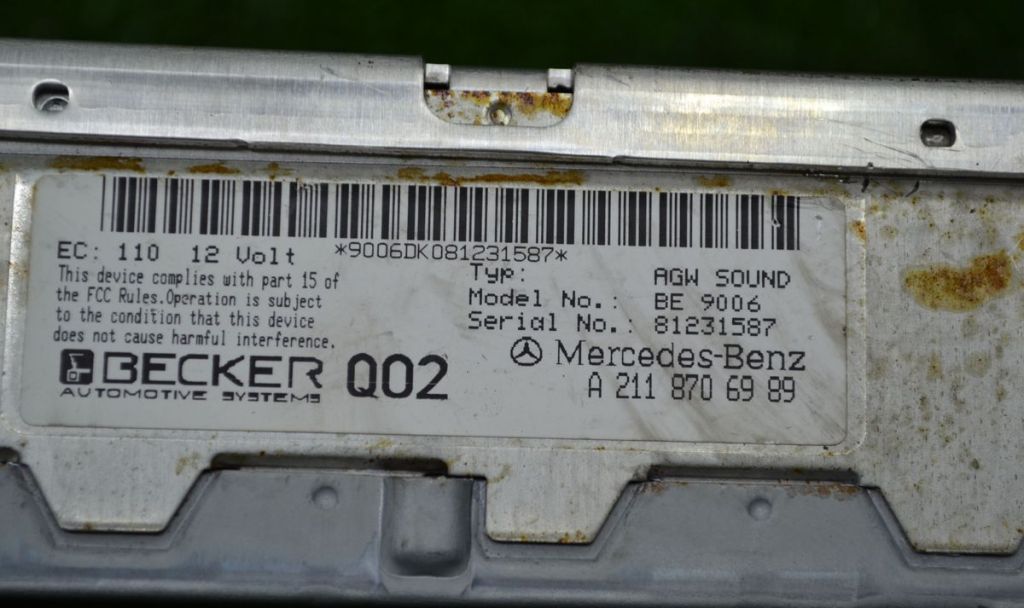 EC: 110 12 Volt
*9006DK081231587*
This device complies with part 15 of
the FCC Rules.Operation is subject
to the condition that this device
does not cause harmful interference.
Typ: AGW SOUND
Model No.: BE 9006
Serial No.: 81231587
BECKER
AUTOMOTIVE SYSTEMS
Q02
Mercedes-Benz
A 211 870 69 89